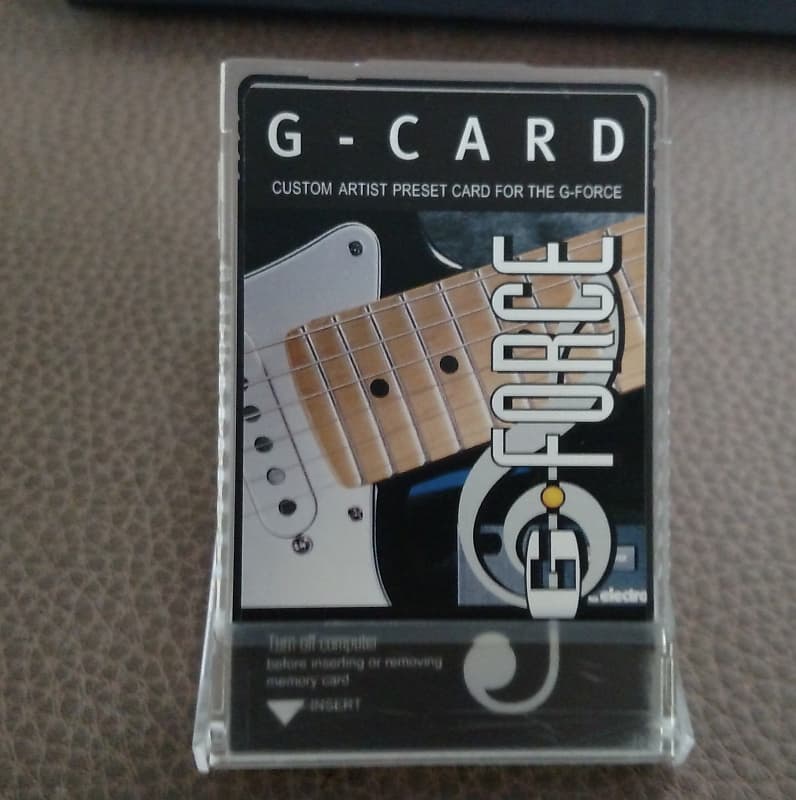 G-CARD
CUSTOM ARTIST PRESET CARD FOR THE G-FORCE
G FORCE
electro
Turn off computer
before inserting or removing
memory card
INSERT